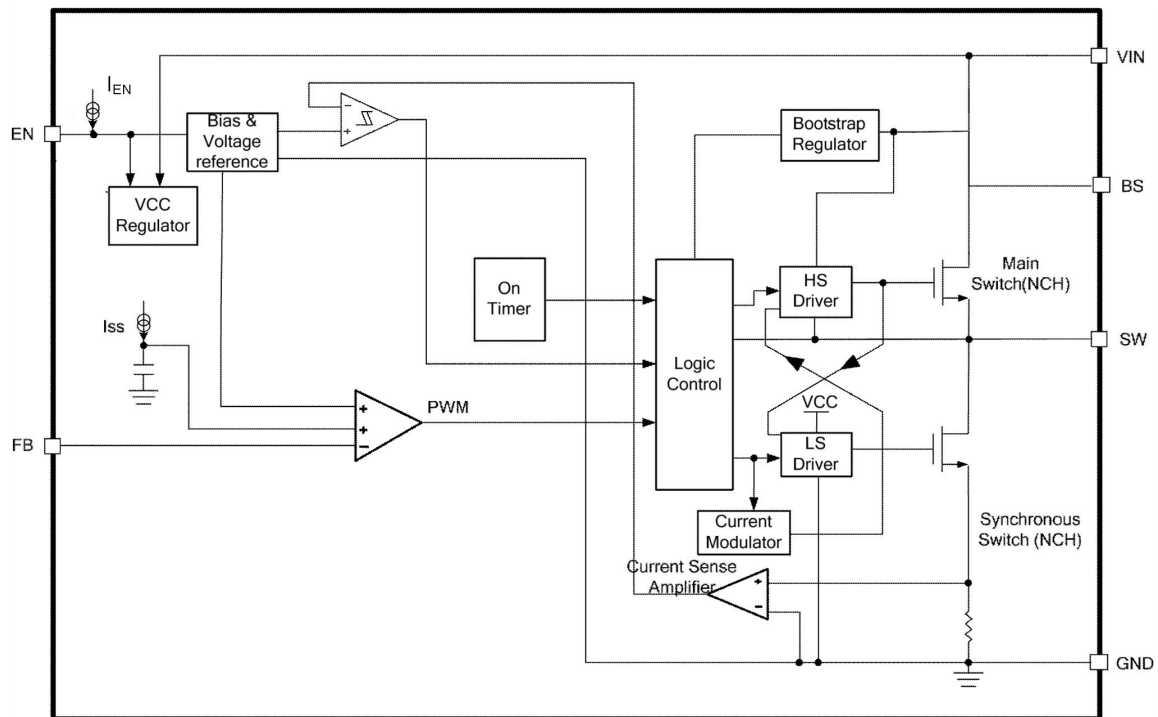 VIN
I_EN
EN
Bias &
Voltage
reference
−
+
Bootstrap
Regulator
BS
VCC
Regulator
On
Timer
HS
Driver
Main
Switch(NCH)
Iss
SW
Logic
Control
VCC
PWM
+
+
−
FB
LS
Driver
Current
Modulator
Synchronous
Switch (NCH)
Current Sense
Amplifier
+
−
GND